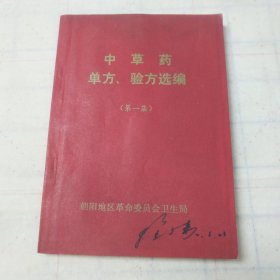 中草药
单方、验方选编
（第一集）
朝阳地区革命委员会卫生局